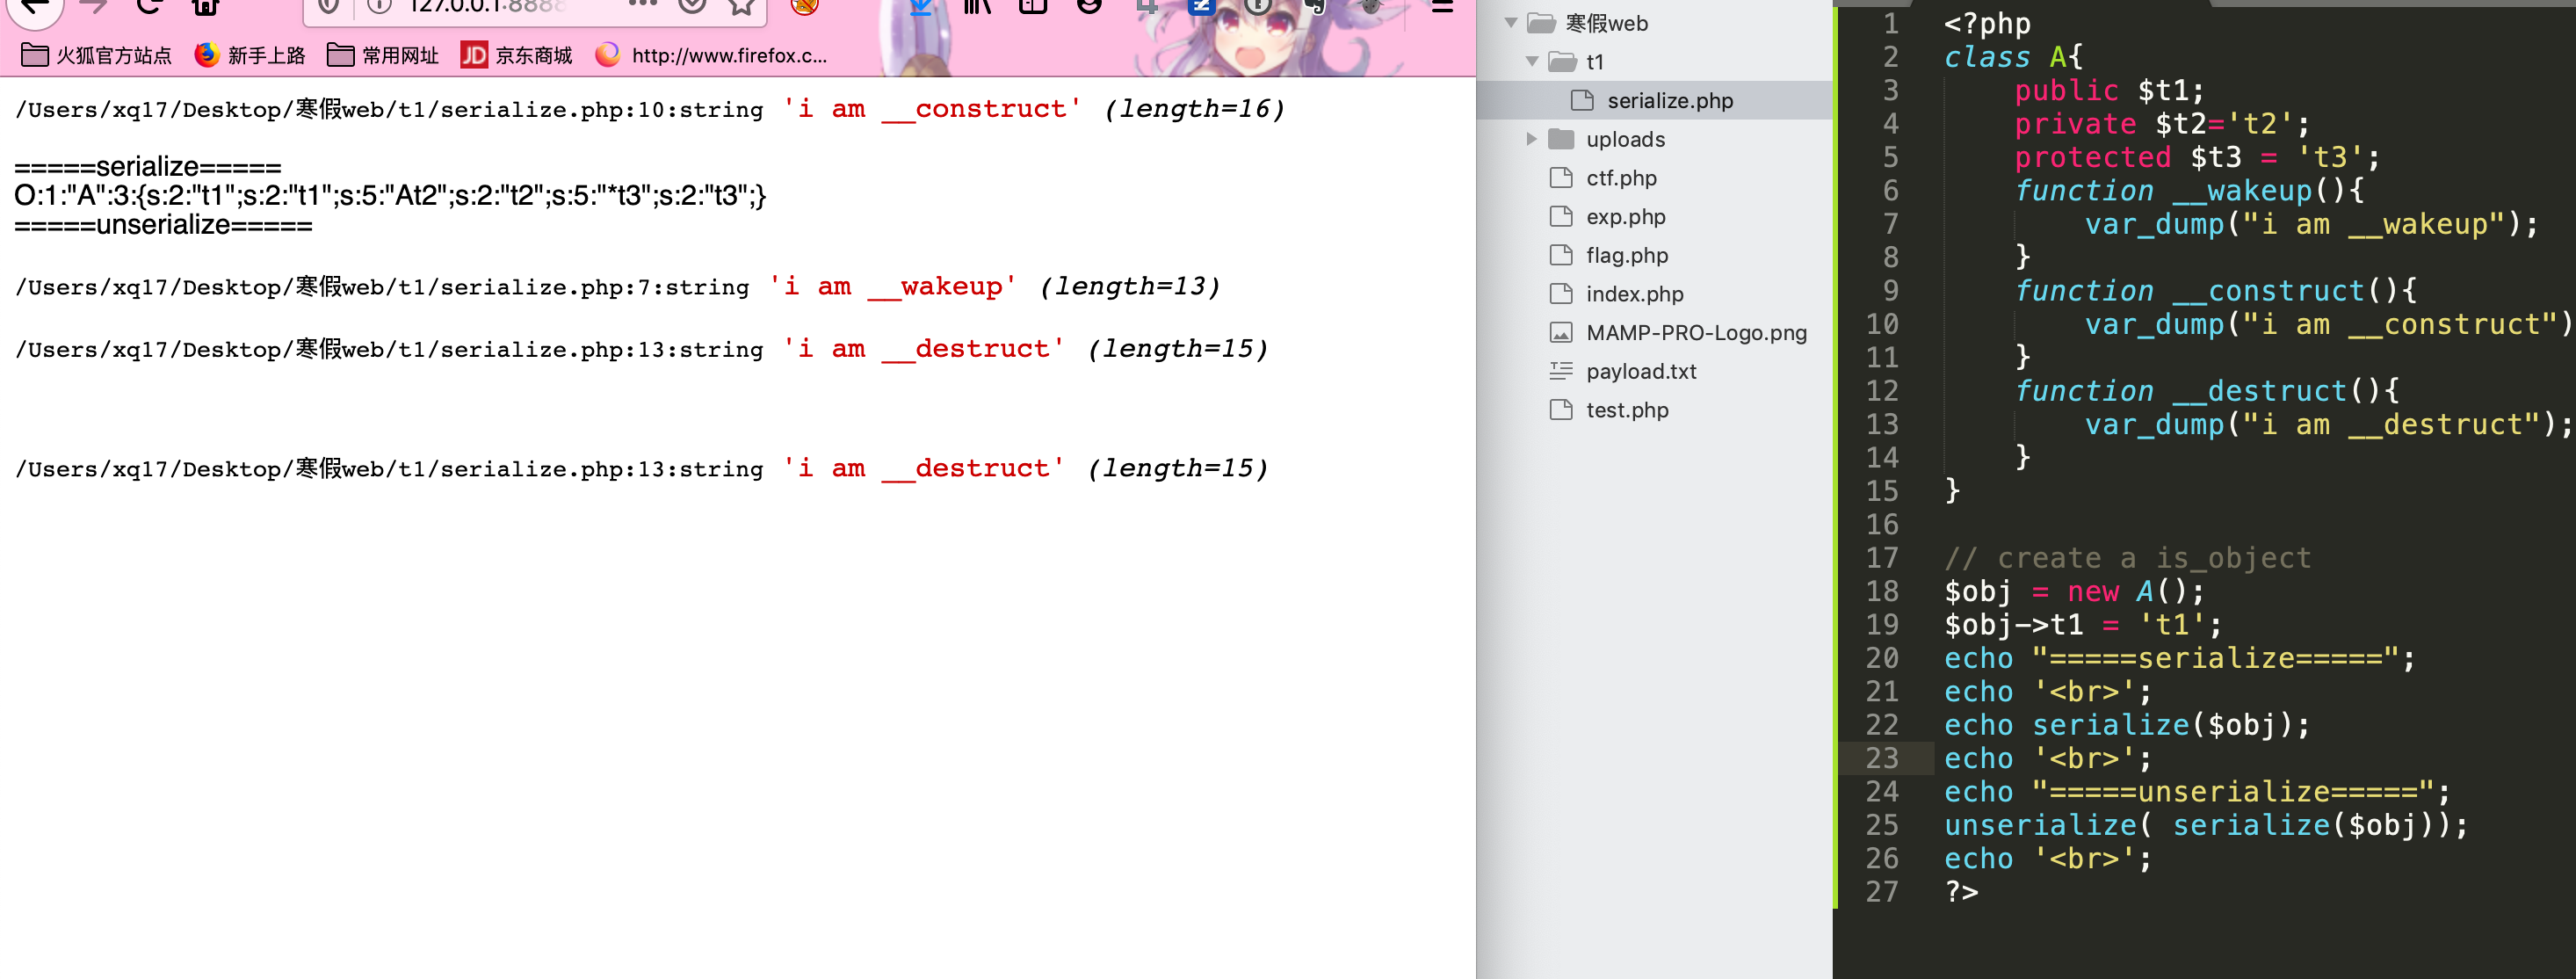 127.0.0.1:8888
火狐官方站点 新手上路 常用网址 JD 京东商城 http://www.firefox.c...
/Users/xq17/Desktop/寒假web/t1/serialize.php:10:string 'i am __construct' (length=16)
=====serialize=====
O:1:"A":3:{s:2:"t1";s:2:"t1";s:5:"At2";s:2:"t2";s:5:"*t3";s:2:"t3";}
=====unserialize=====
/Users/xq17/Desktop/寒假web/t1/serialize.php:7:string 'i am __wakeup' (length=13)
/Users/xq17/Desktop/寒假web/t1/serialize.php:13:string 'i am __destruct' (length=15)
/Users/xq17/Desktop/寒假web/t1/serialize.php:13:string 'i am __destruct' (length=15)
寒假web
t1
serialize.php
uploads
ctf.php
exp.php
flag.php
index.php
MAMP-PRO-Logo.png
payload.txt
test.php
1 <?php
2 class A{
3 public $t1;
4 private $t2='t2';
5 protected $t3 = 't3';
6 function __wakeup(){
7 var_dump("i am __wakeup");
8 }
9 function __construct(){
10 var_dump("i am __construct")
11 }
12 function __destruct(){
13 var_dump("i am __destruct");
14 }
15 }
16
17 // create a is_object
18 $obj = new A();
19 $obj->t1 = 't1';
20 echo "=====serialize=====";
21 echo '<br>';
22 echo serialize($obj);
23 echo '<br>';
24 echo "=====unserialize=====";
25 unserialize( serialize($obj));
26 echo '<br>';
27 ?>